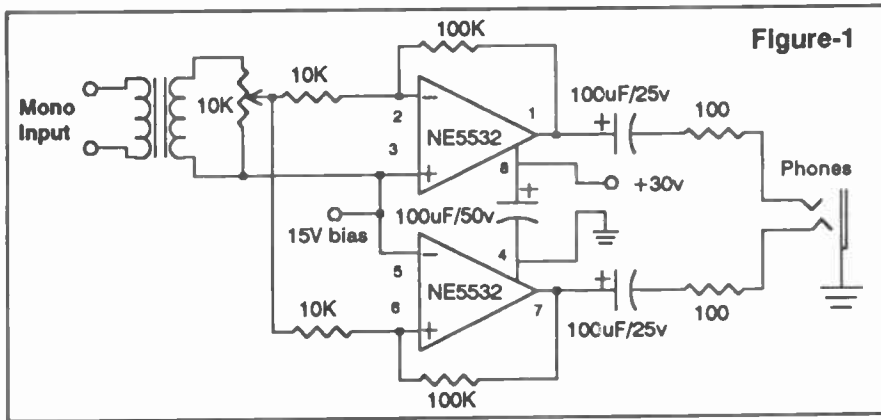 Figure-1
100K
10K
10K
Mono
Input
2
3
−
+
NE5532
1
8
100uF/25v
100
Phones
+30v
15V bias
100uF/50v
+
+
4
5
6
−
+
NE5532
7
10K
100K
+
100uF/25v
100